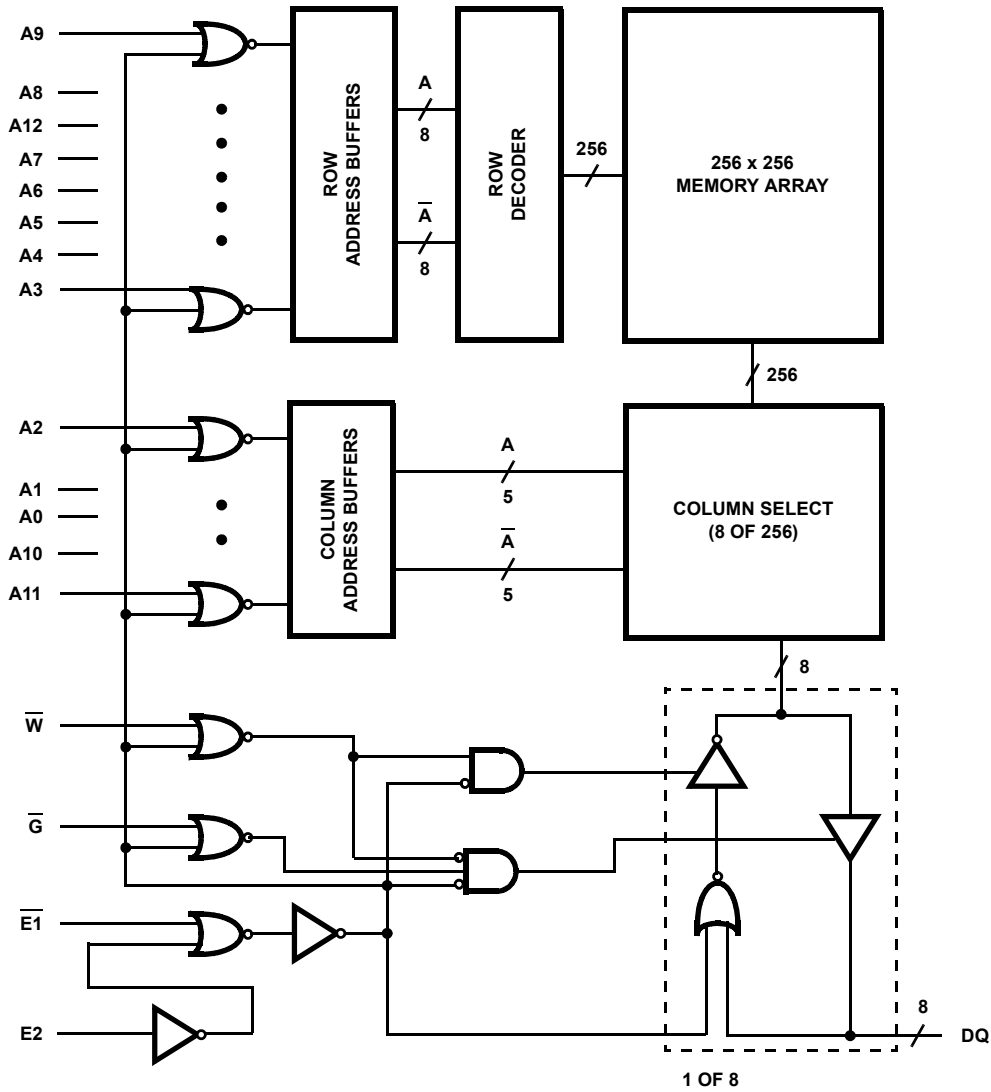 A9
A8
A12
A7
A6
A5
A4
A3
ROW
ADDRESS BUFFERS
A
8
A̅
8
ROW
DECODER
256
256 x 256
MEMORY ARRAY
256
A2
A1
A0
A10
A11
COLUMN
ADDRESS BUFFERS
A
5
A̅
5
COLUMN SELECT
(8 OF 256)
8
W̅
G̅
E̅1̅
E2
8
DQ
1 OF 8